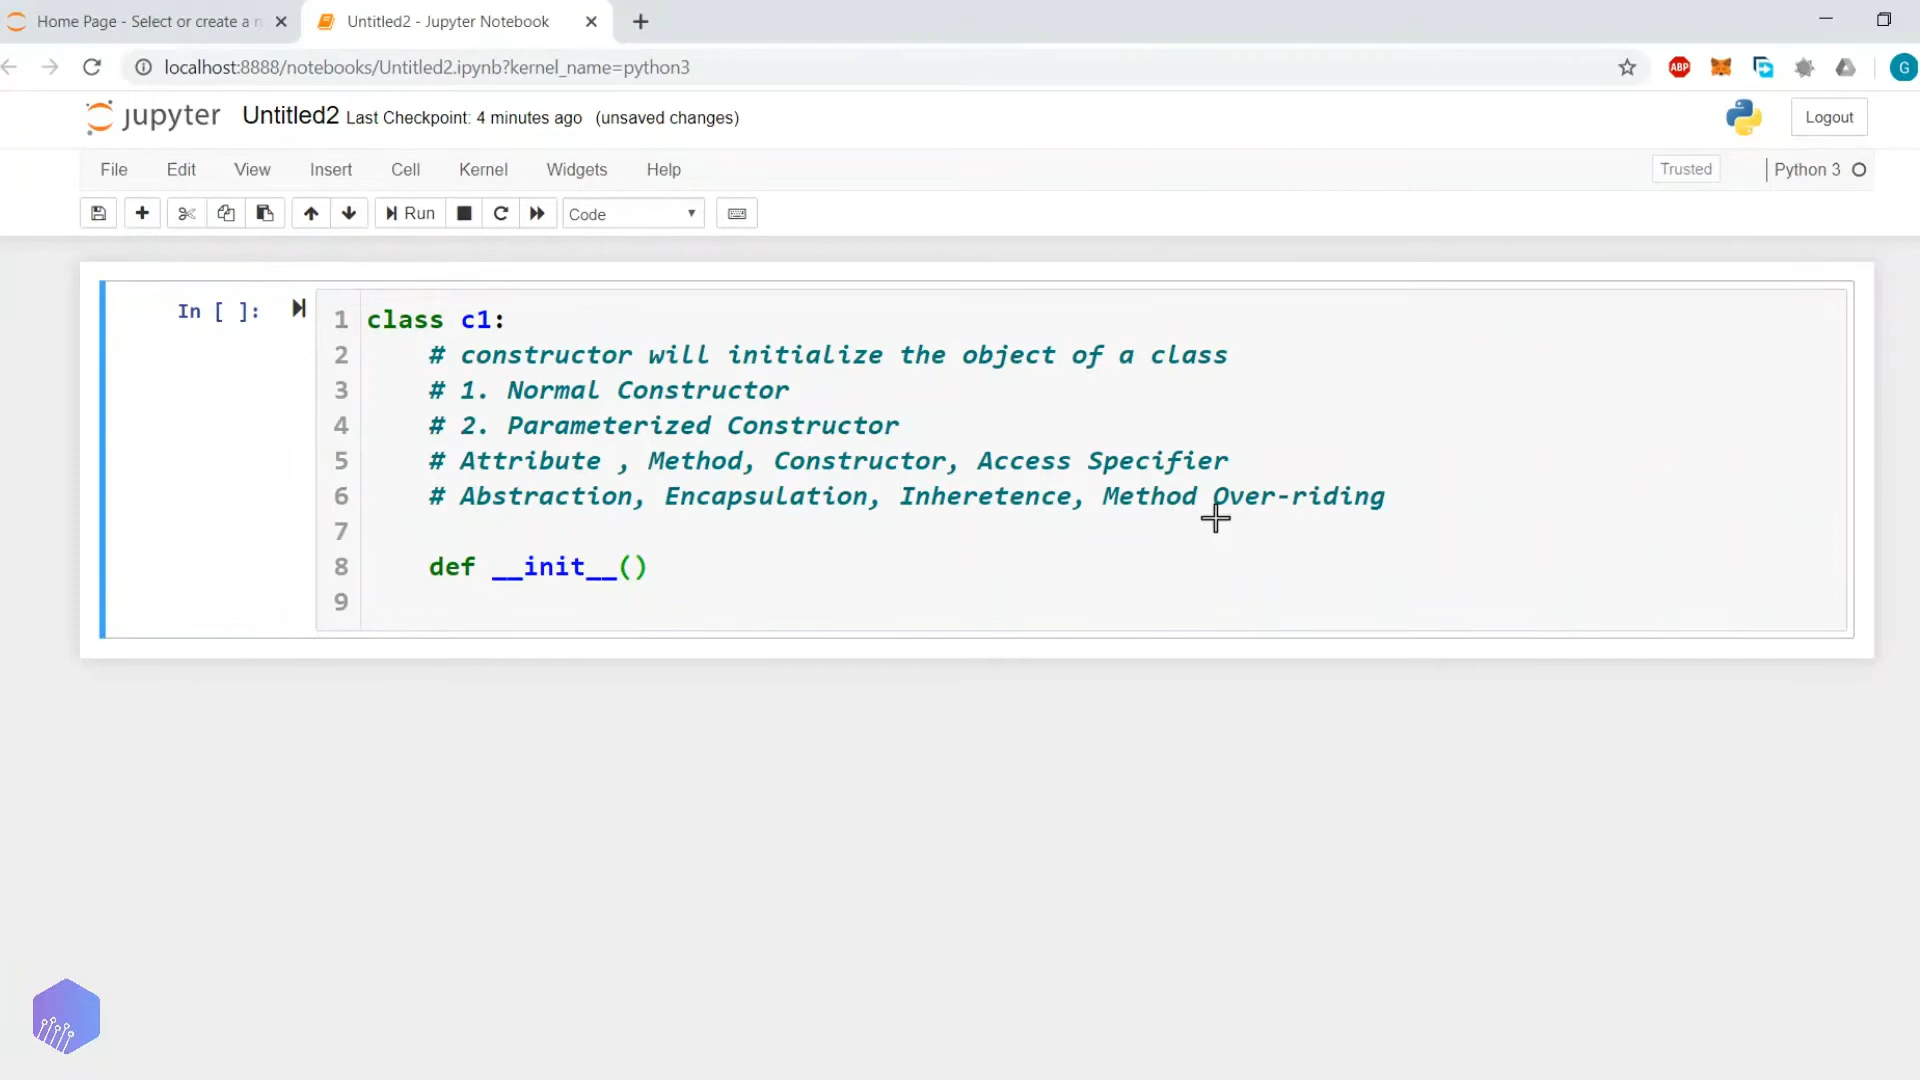 Home Page - Select or create a n
Untitled2 - Jupyter Notebook
localhost:8888/notebooks/Untitled2.ipynb?kernel_name=python3
ABP
G
jupyter Untitled2 Last Checkpoint: 4 minutes ago (unsaved changes)
Logout
File Edit View Insert Cell Kernel Widgets Help
Trusted
Python 3
Run
Code
In [ ]:
1 class c1:
2 # constructor will initialize the object of a class
3 # 1. Normal Constructor
4 # 2. Parameterized Constructor
5 # Attribute , Method, Constructor, Access Specifier
6 # Abstraction, Encapsulation, Inheretence, Method Over-riding
7
8 def __init__()
9